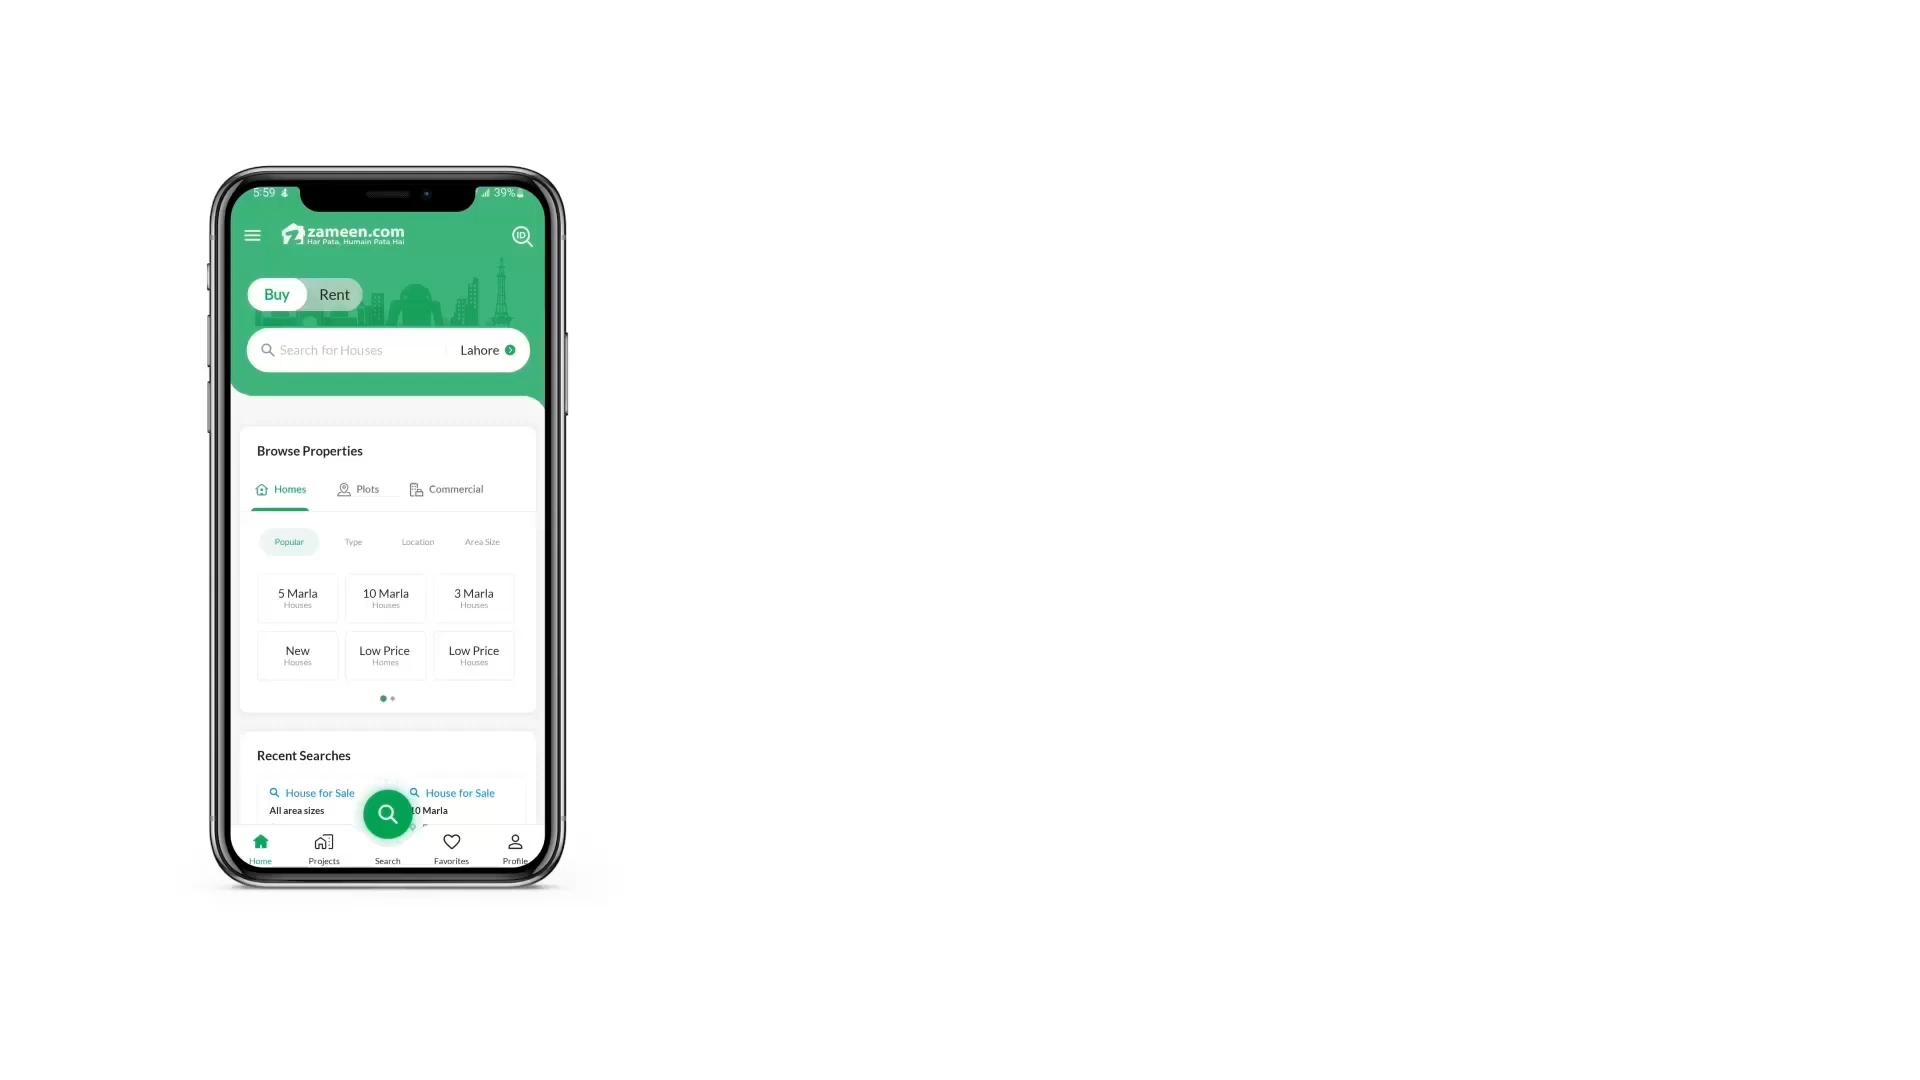 5:59 39%
zameen.com
Har Pata, Humain Pata Hai
ID
Buy Rent
Search for Houses Lahore
Browse Properties
Homes Plots Commercial
Popular Type Location Area Size
5 Marla 10 Marla 3 Marla
Houses Houses Houses
New Low Price Low Price
Houses Homes Houses
Recent Searches
House for Sale House for Sale
All area sizes 10 Marla
Home Projects Search Favorites Profile